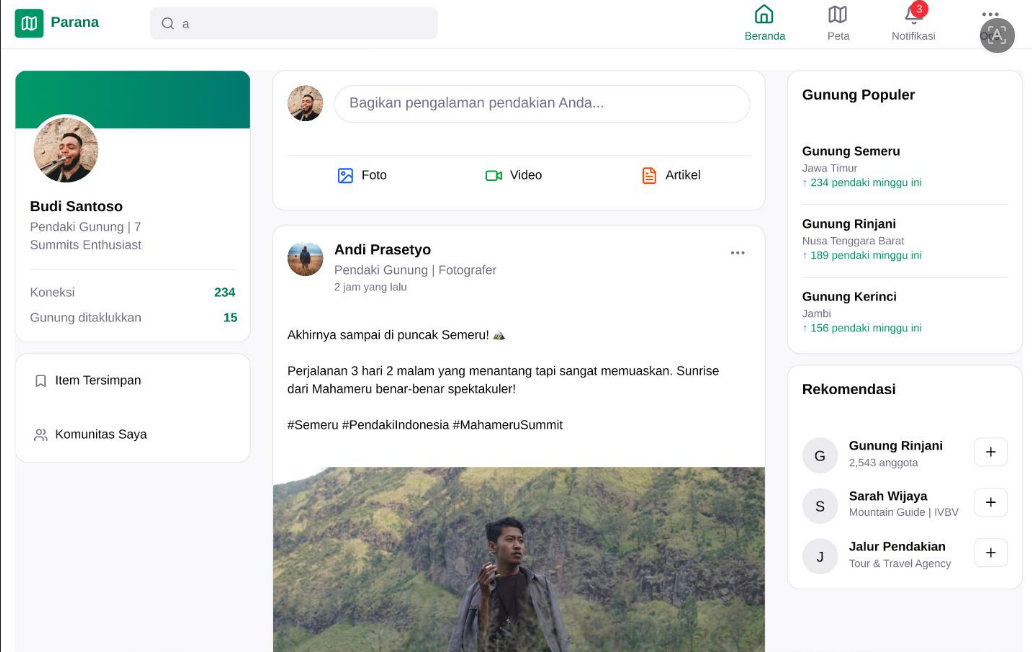 Parana
a
Beranda
Peta
3
Notifikasi
A
Bagikan pengalaman pendakian Anda...
Foto
Video
Artikel
Budi Santoso
Pendaki Gunung | 7
Summits Enthusiast
Koneksi 234
Gunung ditaklukkan 15
Item Tersimpan
Komunitas Saya
Andi Prasetyo
Pendaki Gunung | Fotografer
2 jam yang lalu
Akhirnya sampai di puncak Semeru! 🏔️
Perjalanan 3 hari 2 malam yang menantang tapi sangat memuaskan. Sunrise
dari Mahameru benar-benar spektakuler!
#Semeru #PendakiIndonesia #MahameruSummit
Gunung Populer
Gunung Semeru
Jawa Timur
↑ 234 pendaki minggu ini
Gunung Rinjani
Nusa Tenggara Barat
↑ 189 pendaki minggu ini
Gunung Kerinci
Jambi
↑ 156 pendaki minggu ini
Rekomendasi
G
Gunung Rinjani
2,543 anggota
S
Sarah Wijaya
Mountain Guide | IVBV
J
Jalur Pendakian
Tour & Travel Agency